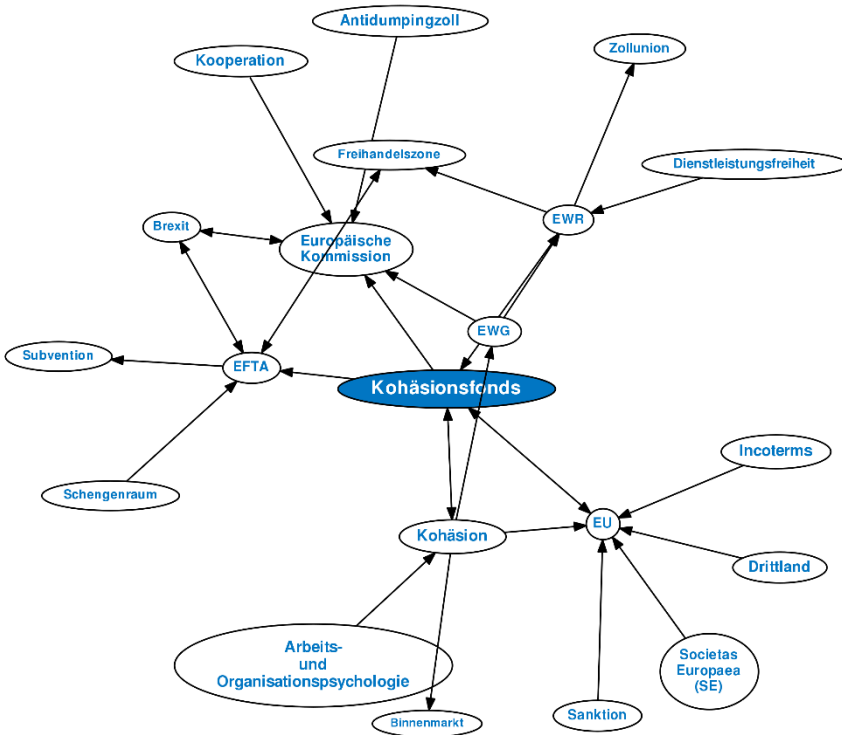 Antidumpingzoll
Zollunion
Kooperation
Freihandelszone
Dienstleistungsfreiheit
Brexit
EWR
Europäische
Kommission
EWG
Subvention
EFTA
Kohäsionsfonds
Incoterms
Schengenraum
EU
Kohäsion
Drittland
Arbeits-
und
Organisationspsychologie
Societas
Europaea
(SE)
Sanktion
Binnenmarkt